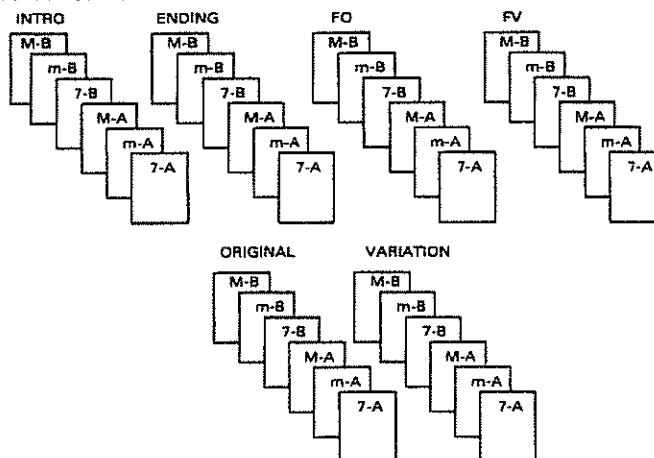 INTRO ENDING FO FV
M-B M-B M-B M-B
m-B m-B m-B m-B
7-B 7-B 7-B 7-B
M-A M-A M-A M-A
m-A m-A m-A m-A
7-A 7-A 7-A 7-A
ORIGINAL VARIATION
M-B M-B
m-B m-B
7-B 7-B
M-A M-A
m-A m-A
7-A 7-A